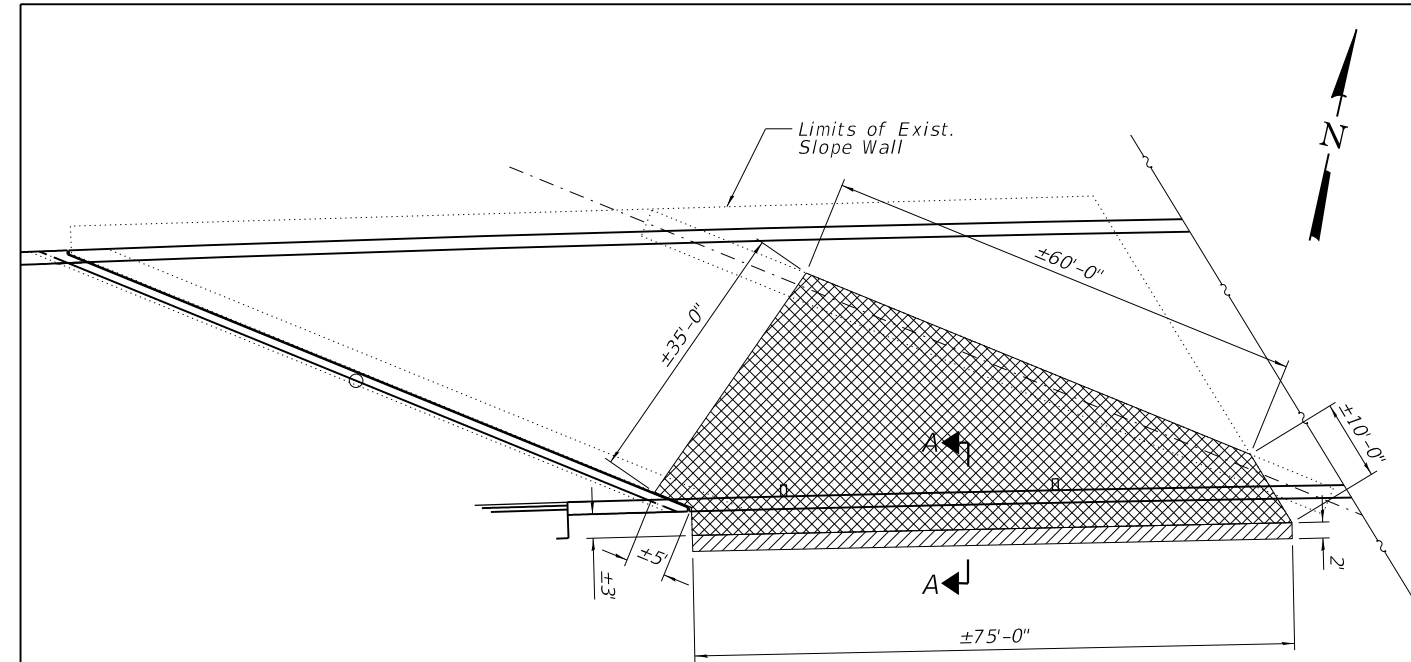 Limits of Exist.
Slope Wall
N
±60'-0"
±35'-0"
±10'-0"
A
±5'
±3'
2'
A
±75'-0"